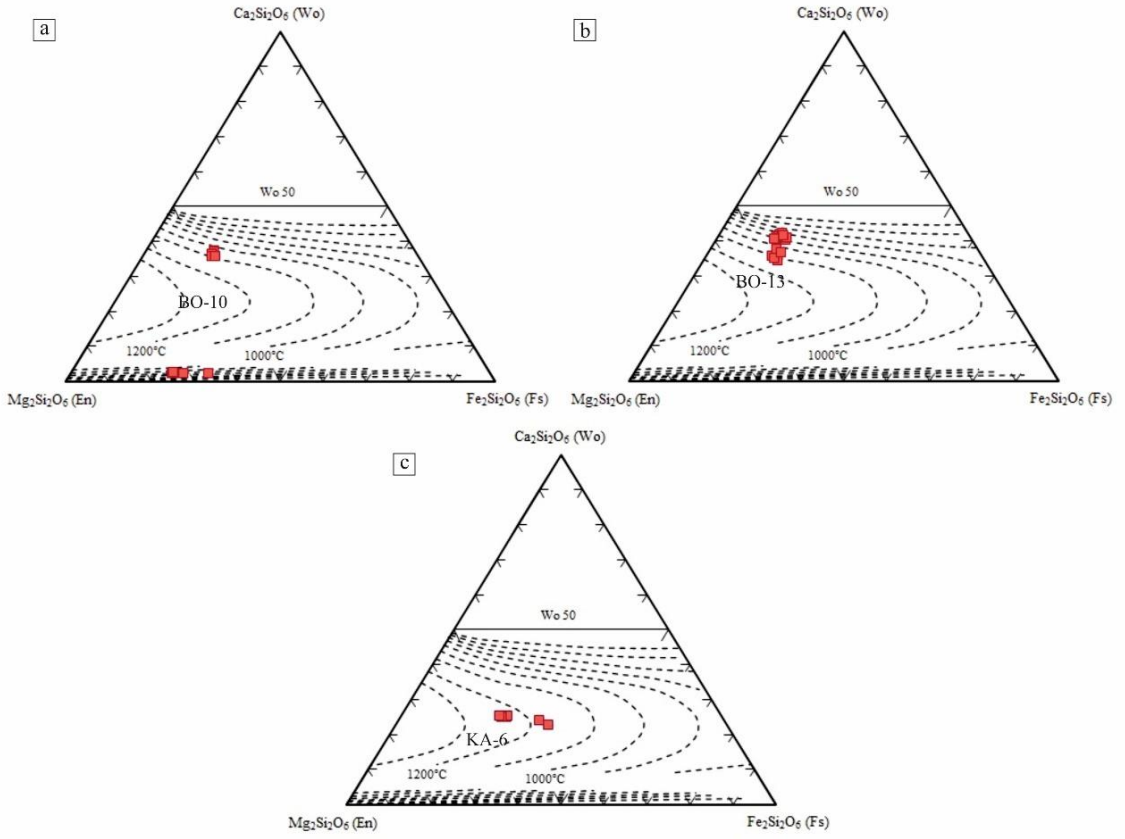 a
Ca₂Si₂O₆ (Wo)
Wo 50
BO-10
1200°C
1000°C
Mg₂Si₂O₆ (En)
Fe₂Si₂O₆ (Fs)
b
Ca₂Si₂O₆ (Wo)
Wo 50
BO-13
1200°C
1000°C
Mg₂Si₂O₆ (En)
Fe₂Si₂O₆ (Fs)
c
Ca₂Si₂O₆ (Wo)
Wo 50
KA-6
1200°C
1000°C
Mg₂Si₂O₆ (En)
Fe₂Si₂O₆ (Fs)